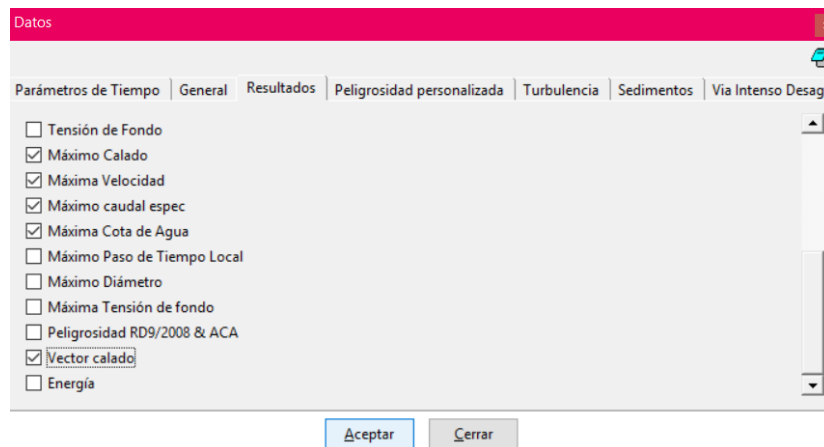 Datos
Parámetros de Tiempo General Resultados Peligrosidad personalizada Turbulencia Sedimentos Via Intenso Desag
Tensión de Fondo
Máximo Calado
Máxima Velocidad
Máximo caudal espec
Máxima Cota de Agua
Máximo Paso de Tiempo Local
Máximo Diámetro
Máxima Tensión de fondo
Peligrosidad RD9/2008 & ACA
Vector calado
Energía
Aceptar Cerrar